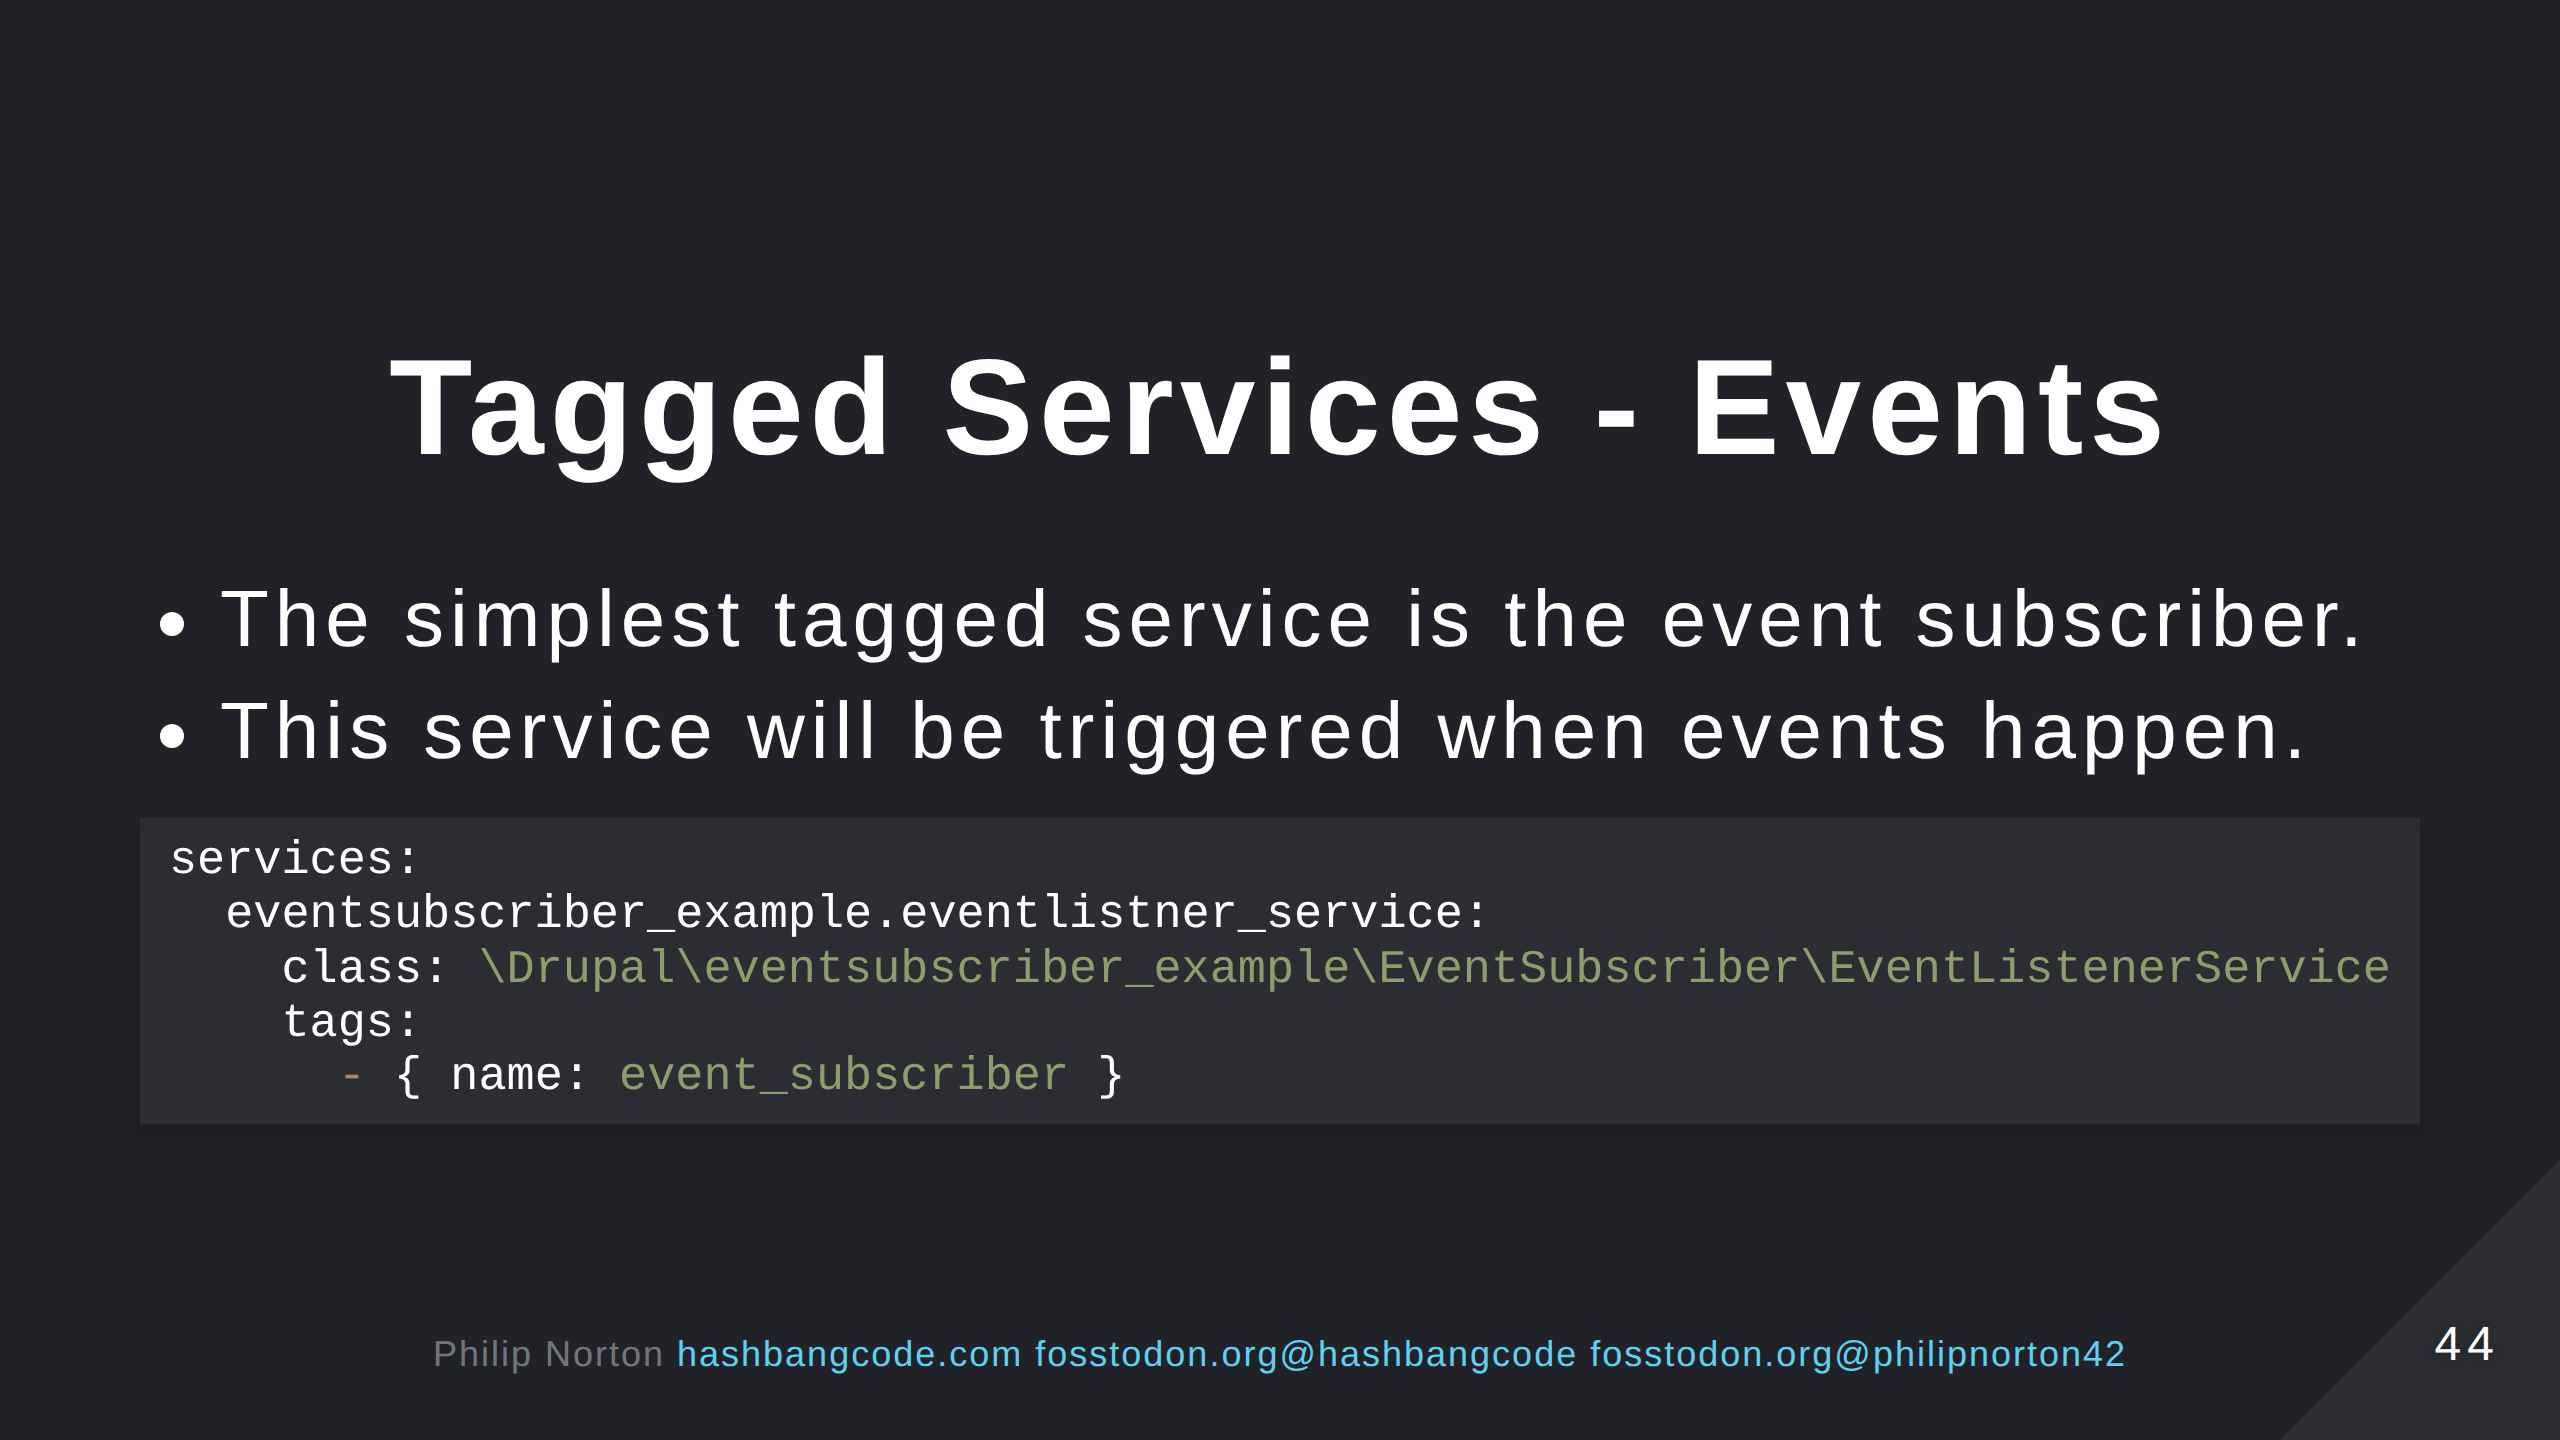 Tagged Services - Events
• The simplest tagged service is the event subscriber.
• This service will be triggered when events happen.
services:
  eventsubscriber_example.eventlistner_service:
    class: \Drupal\eventsubscriber_example\EventSubscriber\EventListenerService
    tags:
      - { name: event_subscriber }
Philip Norton hashbangcode.com fosstodon.org@hashbangcode fosstodon.org@philipnorton42
44